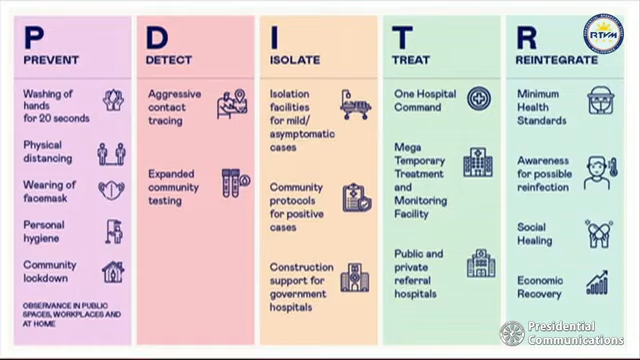 P
PREVENT
Washing of
hands
for 20 seconds
Physical
distancing
Wearing of
facemask
Personal
hygiene
Community
lockdown
OBSERVANCE IN PUBLIC
SPACES, WORKPLACES AND
AT HOME
D
DETECT
Aggressive
contact
tracing
Expanded
community
testing
I
ISOLATE
Isolation
facilities
for mild/
asymptomatic
cases
Community
protocols
for positive
cases
Construction
support for
government
hospitals
T
TREAT
One Hospital
Command
Mega
Temporary
Treatment
and
Monitoring
Facility
Public and
private
referral
hospitals
R
REINTEGRATE
Minimum
Health
Standards
Awareness
for possible
reinfection
Social
Healing
Economic
Recovery
RTVM
Presidential
Communications